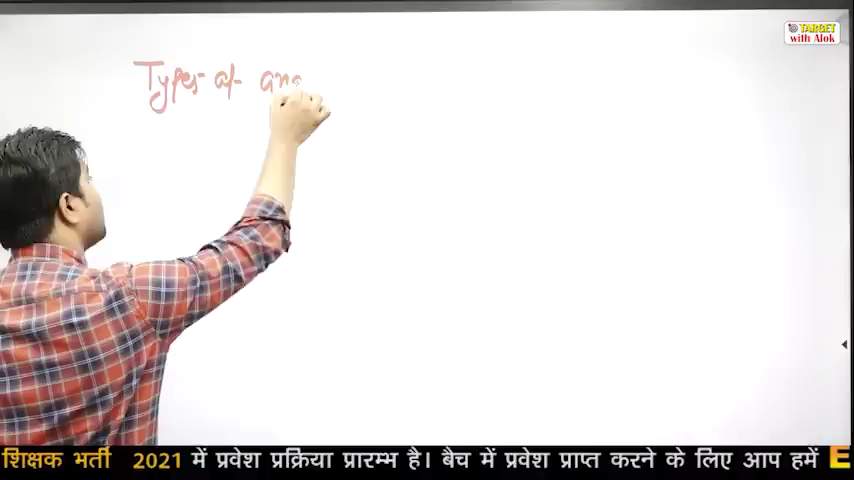 TARGET
with Alok
Types of
शिक्षक भर्ती 2021 में प्रवेश प्रक्रिया प्रारम्भ है। बैच में प्रवेश प्राप्त करने के लिए आप हमें E